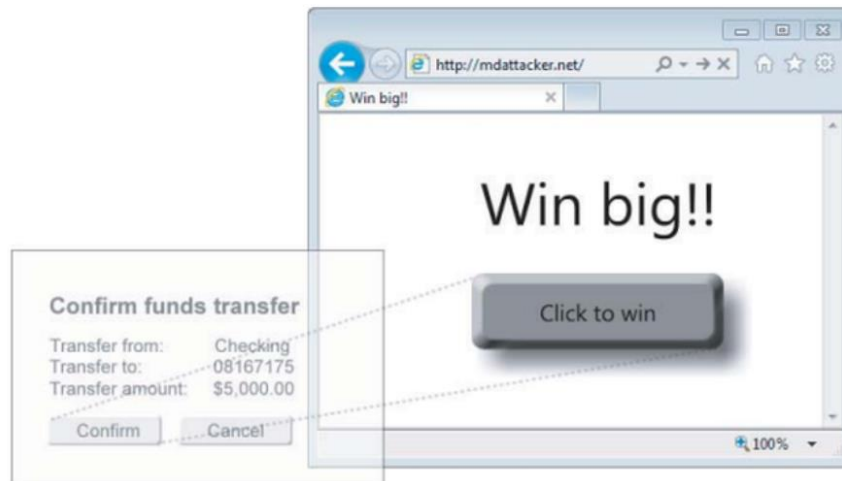 http://mdattacker.net/
Win big!!
Win big!!
Click to win
Confirm funds transfer
Transfer from: Checking
Transfer to: 08167175
Transfer amount: $5,000.00
Confirm Cancel
100%